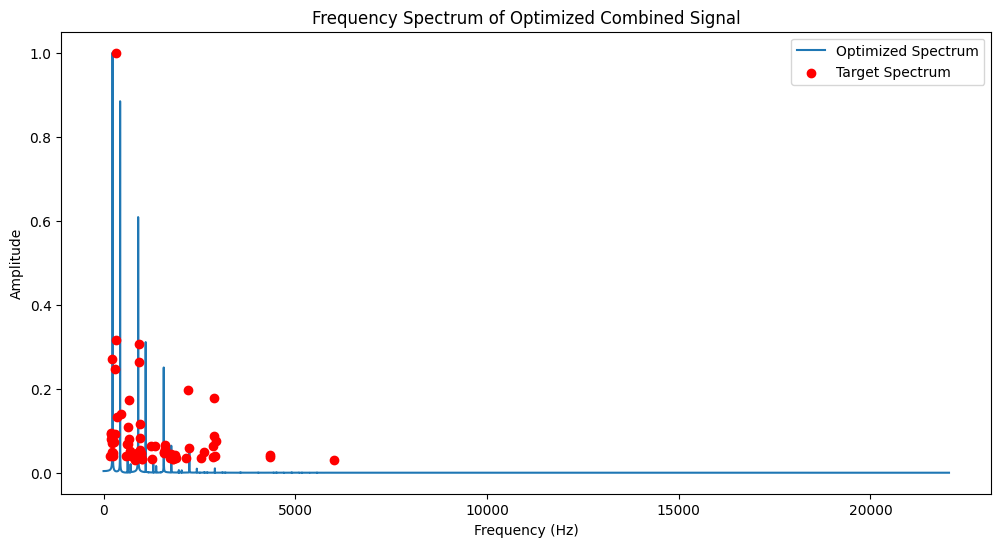 Frequency Spectrum of Optimized Combined Signal
Optimized Spectrum
Target Spectrum
Amplitude
1.0
0.8
0.6
0.4
0.2
0.0
0
5000
10000
15000
20000
Frequency (Hz)